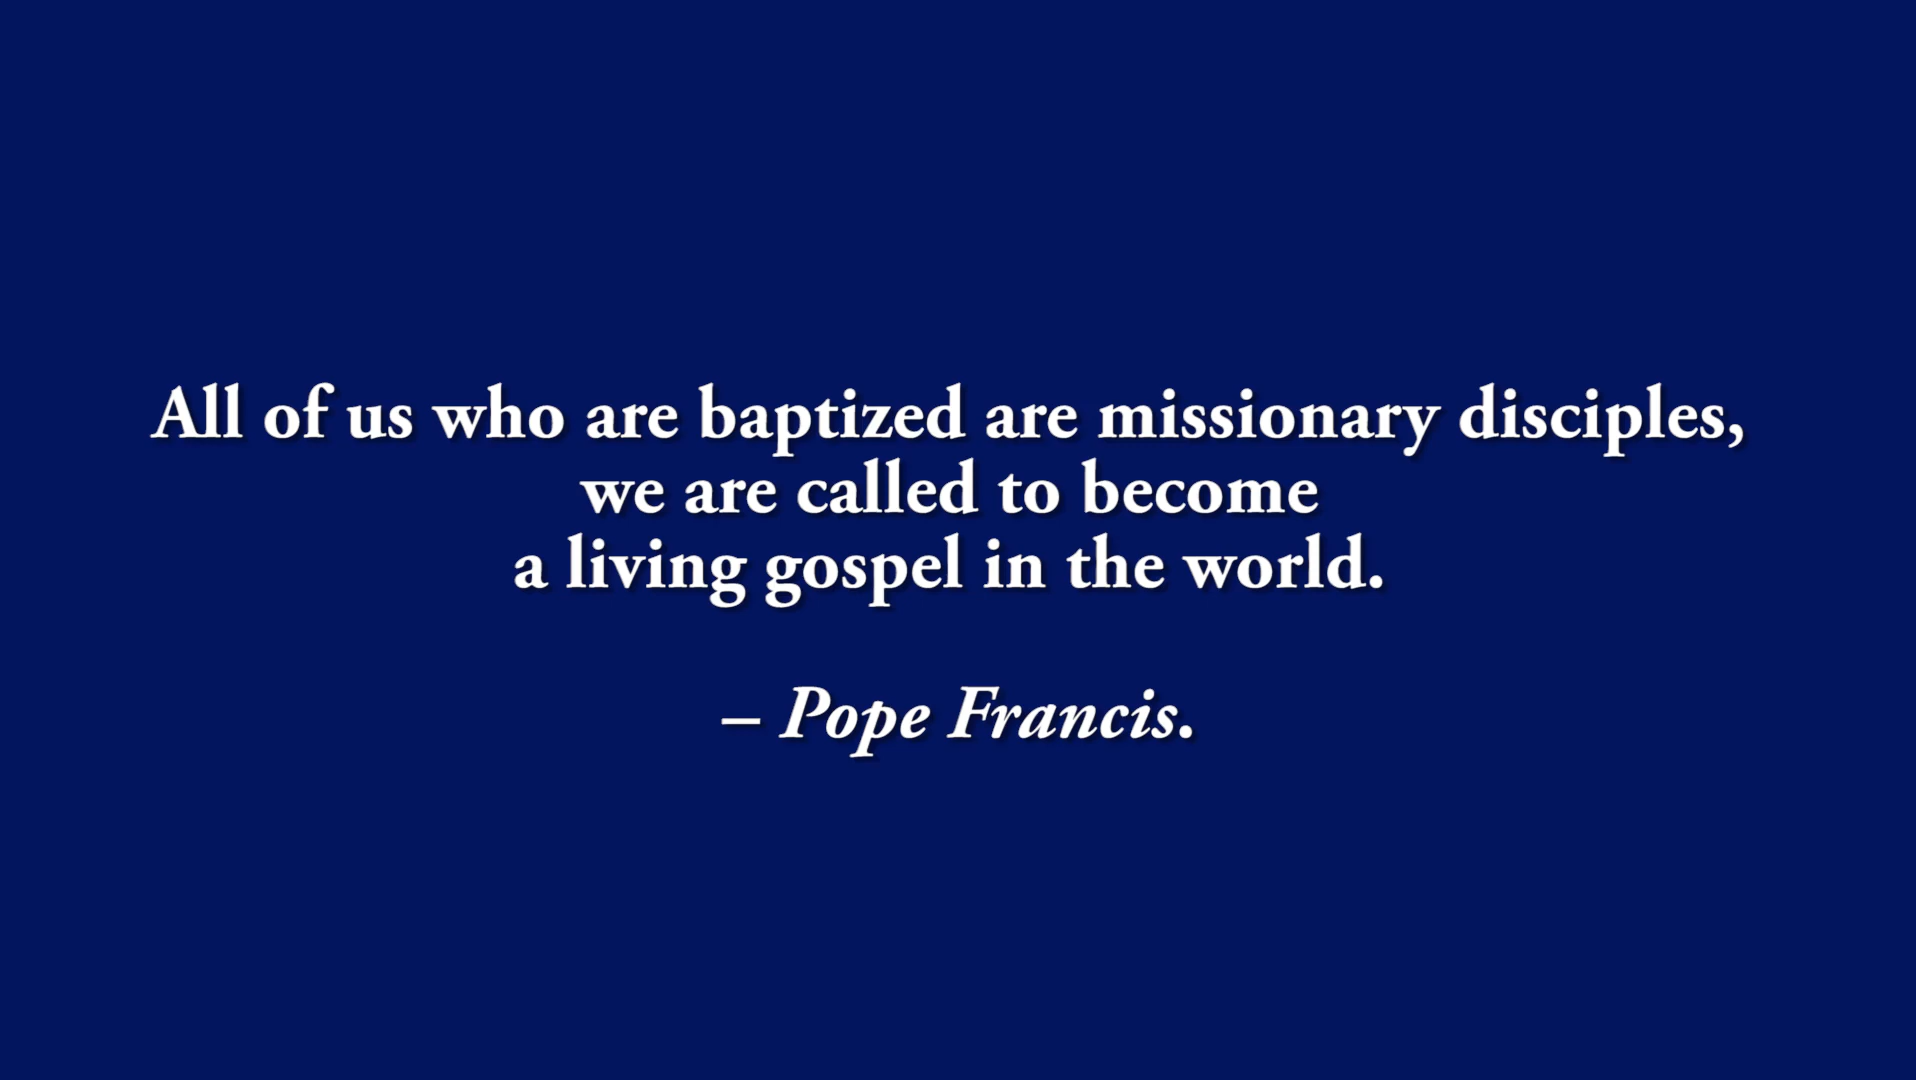 All of us who are baptized are missionary disciples,
we are called to become
a living gospel in the world.
– Pope Francis.